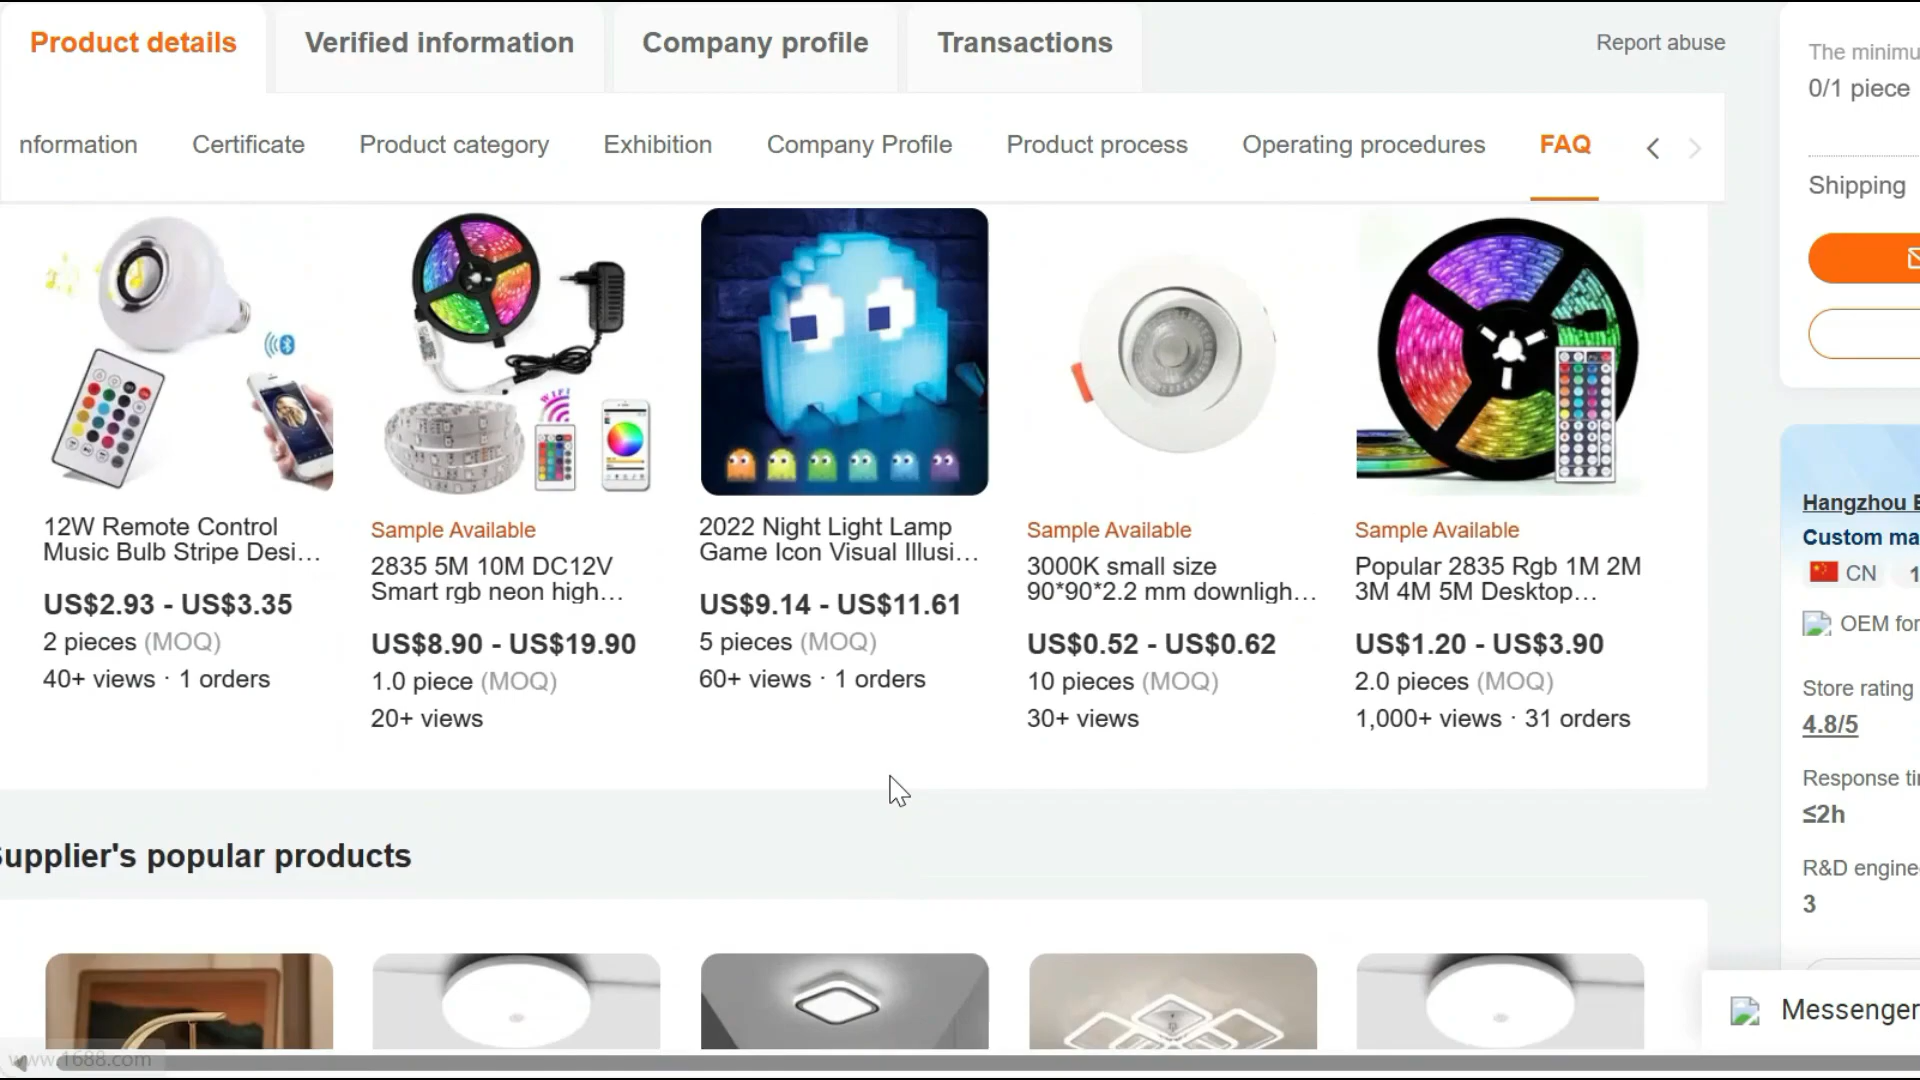 Product details
Verified information
Company profile
Transactions
Report abuse
nformation
Certificate
Product category
Exhibition
Company Profile
Product process
Operating procedures
FAQ
WIFI
12W Remote Control
Music Bulb Stripe Desi...
US$2.93 - US$3.35
2 pieces (MOQ)
40+ views · 1 orders
Sample Available
2835 5M 10M DC12V
Smart rgb neon high...
US$8.90 - US$19.90
1.0 piece (MOQ)
20+ views
2022 Night Light Lamp
Game Icon Visual Illusi...
US$9.14 - US$11.61
5 pieces (MOQ)
60+ views · 1 orders
Sample Available
3000K small size
90*90*2.2 mm downligh...
US$0.52 - US$0.62
10 pieces (MOQ)
30+ views
Sample Available
Popular 2835 Rgb 1M 2M
3M 4M 5M Desktop...
US$1.20 - US$3.90
2.0 pieces (MOQ)
1,000+ views · 31 orders
upplier's popular products
The minimu
0/1 piece
Shipping
Hangzhou E
Custom ma
CN
1
OEM for
Store rating
4.8/5
Response tin
≤2h
R&D enginee
3
Messenger
www.1688.com